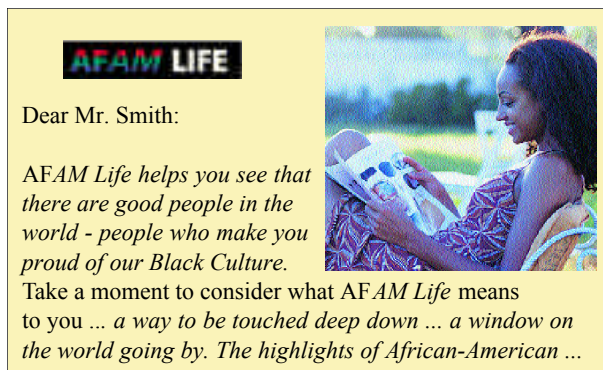 AFAM LIFE
Dear Mr. Smith:
AFAM Life helps you see that
there are good people in the
world - people who make you
proud of our Black Culture.
Take a moment to consider what AFAM Life means
to you ... a way to be touched deep down ... a window on
the world going by. The highlights of African-American ...